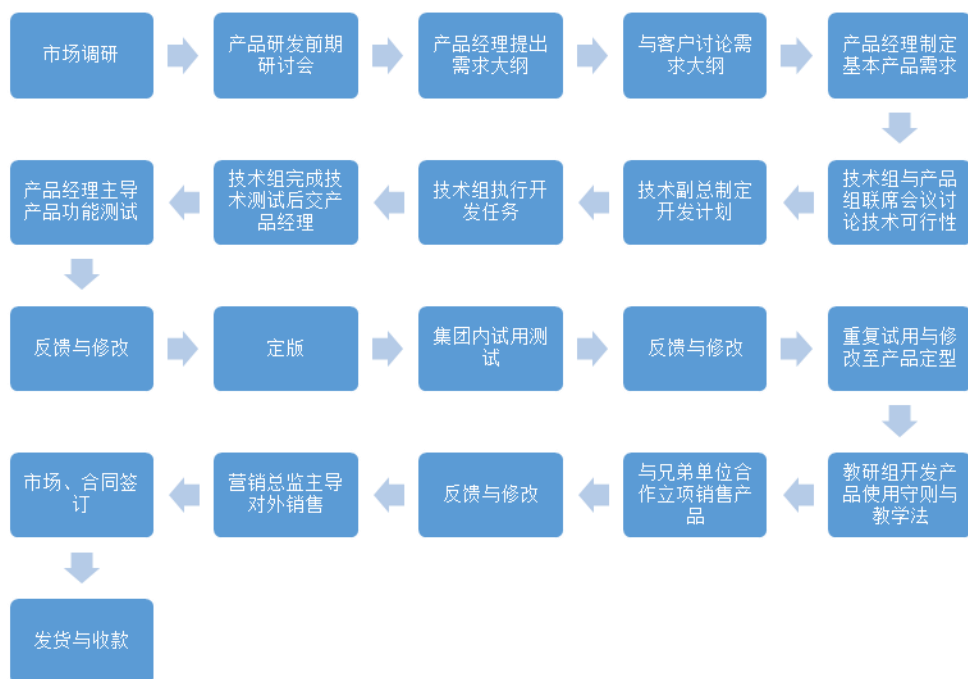 市场调研
产品研发前期
研讨会
产品经理提出
需求大纲
与客户讨论需
求大纲
产品经理制定
基本产品需求
技术组与产品
组联席会议讨
论技术可行性
技术副总制定
开发计划
技术组执行开
发任务
技术组完成技
术测试后交产
品经理
产品经理主导
产品功能测试
反馈与修改
定版
集团内试用测
试
反馈与修改
重复试用与修
改至产品定型
教研组开发产
品使用守则与
教学法
与兄弟单位合
作立项销售产
品
反馈与修改
营销总监主导
对外销售
市场、合同签
订
发货与收款